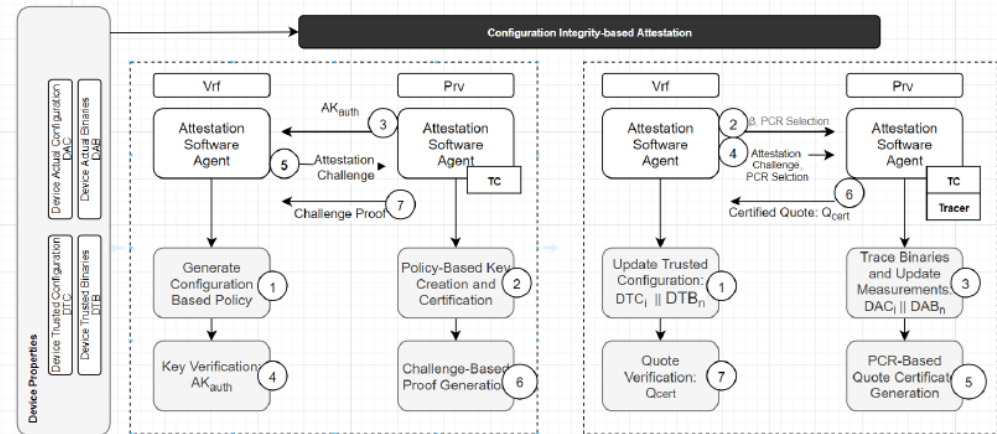 Configuration Integrity-based Attestation
Device Properties
Device Actual Configuration
DAC
Device Actual Binaries
DAB
Device Trusted Configuration
DTC
Device Trusted Binaries
DTB
Vrf
Prv
Attestation
Software
Agent
AKauth
3
5
Attestation
Challenge
7
Challenge Proof
Attestation
Software
Agent
TC
Generate
Configuration
Based Policy
1
Policy-Based Key
Creation and
Certification
2
Key Verification:
AKauth
4
Challenge-Based
Proof Generation
6
Vrf
Prv
Attestation
Software
Agent
2
β, PCR Selection
4
Attestation
Challenge,
PCR Selction
6
Certified Quote: Qcert
Attestation
Software
Agent
TC
Tracer
Update Trusted
Configuration:
DTCi || DTBn
1
Trace Binaries
and Update
Measurements:
DACi || DABn
3
Quote
Verification:
Qcert
7
PCR-Based
Quote Certificate
Generation
5